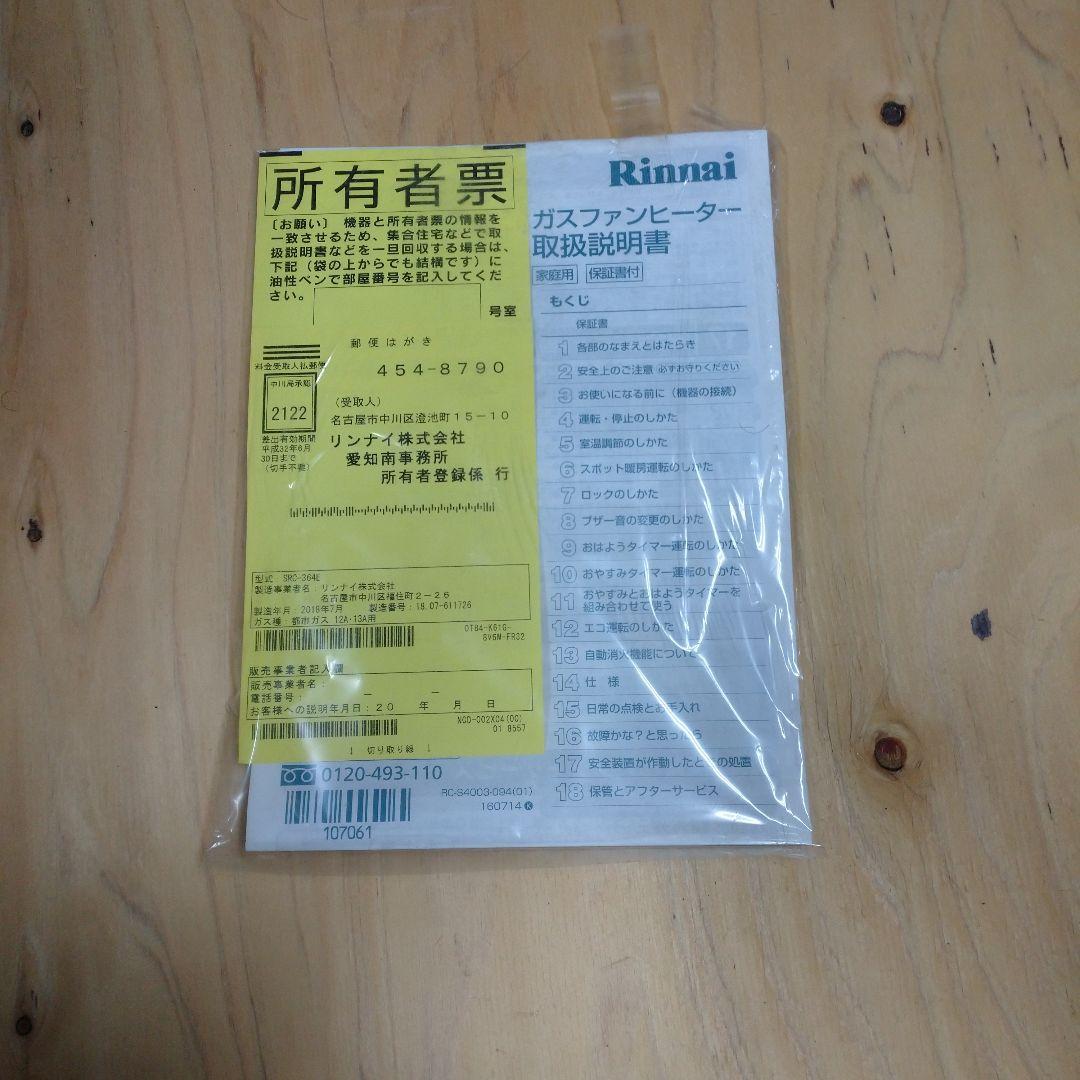 所有者票
〔お願い〕 機器と所有者票の情報を
一致させるため、集合住宅などで取
扱説明書などを一旦回収する場合は、
下記（袋の上からでも結構です）に
油性ペンで部屋番号を記入してくだ
さい。
号室
郵便はがき
料金受取人払郵便
454-8790
中川局承認
2122
差出有効期間
平成32年6月
30日まで
（切手不要）
（受取人）
名古屋市中川区澄池町15－10
リンナイ株式会社
愛知南事務所
所有者登録係 行
型式 SRC-364E
製造事業者名：リンナイ株式会社
名古屋市中川区福住町2－26
製造年月：2018年7月 製造番号：18.07-611726
ガス種：都市ガス 12A・13A用
OT84-K61G-
8V6W-FR32
販売事業者記入欄
販売事業者名：
電話番号： － －
お客様への説明年月日：20 年 月 日
NGD-002X04(00)
01 8557
↓ 切り取り線 ↓
0120-493-110
RC-S4003-094(01)
160714 K
107061
Rinnai
ガスファンヒーター
取扱説明書
家庭用 保証書付
もくじ
保証書
1 各部のなまえとはたらき
2 安全上のご注意 必ずお守りください
3 お使いになる前に（機器の接続）
4 運転・停止のしかた
5 室温調節のしかた
6 スポット暖房運転のしかた
7 ロックのしかた
8 ブザー音の変更のしかた
9 おはようタイマー運転のしかた
10 おやすみタイマー運転のしかた
11 おやすみとおはようタイマーを
組み合わせて使う
12 エコ運転のしかた
13 自動消火機能について
14 仕様
15 日常の点検とお手入れ
16 故障かな？と思ったら
17 安全装置が作動したときの処置
18 保管とアフターサービス